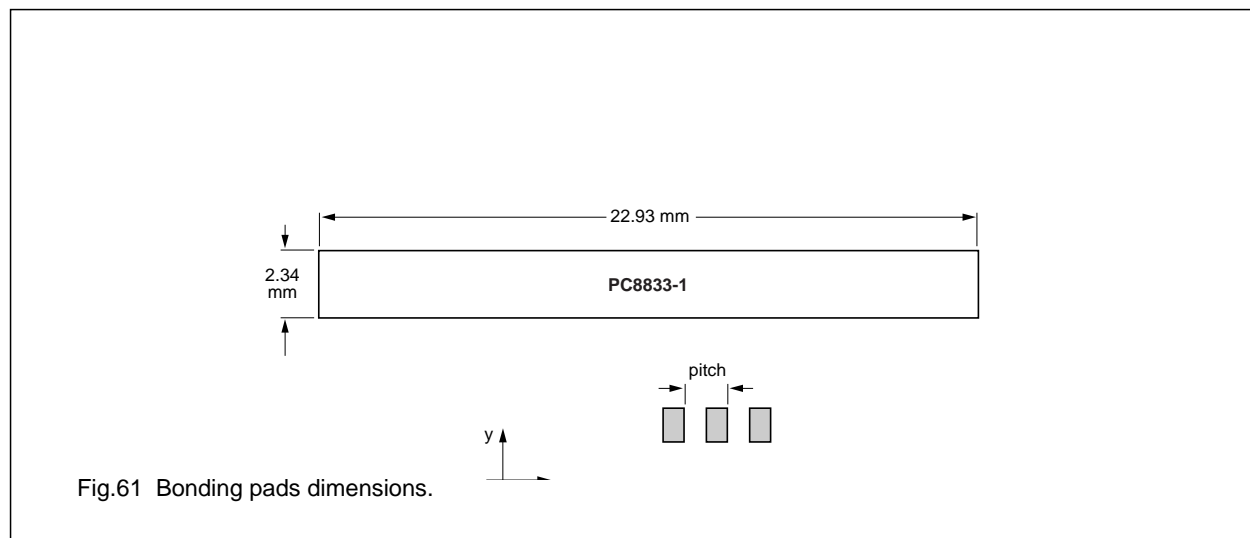 22.93 mm
2.34
mm
PC8833-1
pitch
y
Fig.61 Bonding pads dimensions.